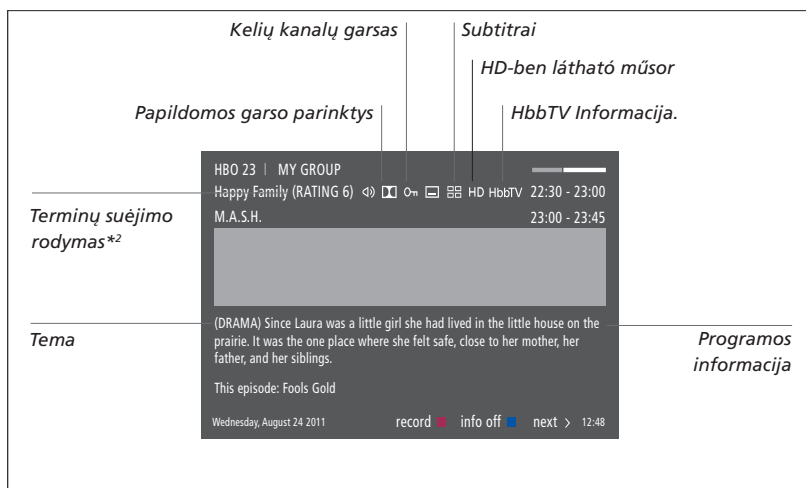 Kelių kanalų garsas
Subtitrai
HD-ben látható műsor
Papildomos garso parinktys
HbbTV Informacija.
HBO 23 | MY GROUP
Happy Family (RATING 6) HD HbbTV 22:30 - 23:00
M.A.S.H. 23:00 - 23:45
Terminų suėjimo
rodymas*2
(DRAMA) Since Laura was a little girl she had lived in the little house on the
prairie. It was the one place where she felt safe, close to her mother, her
father, and her siblings.
Tema
Programos
informacija
This episode: Fools Gold
Wednesday, August 24 2011 record info off next > 12:48